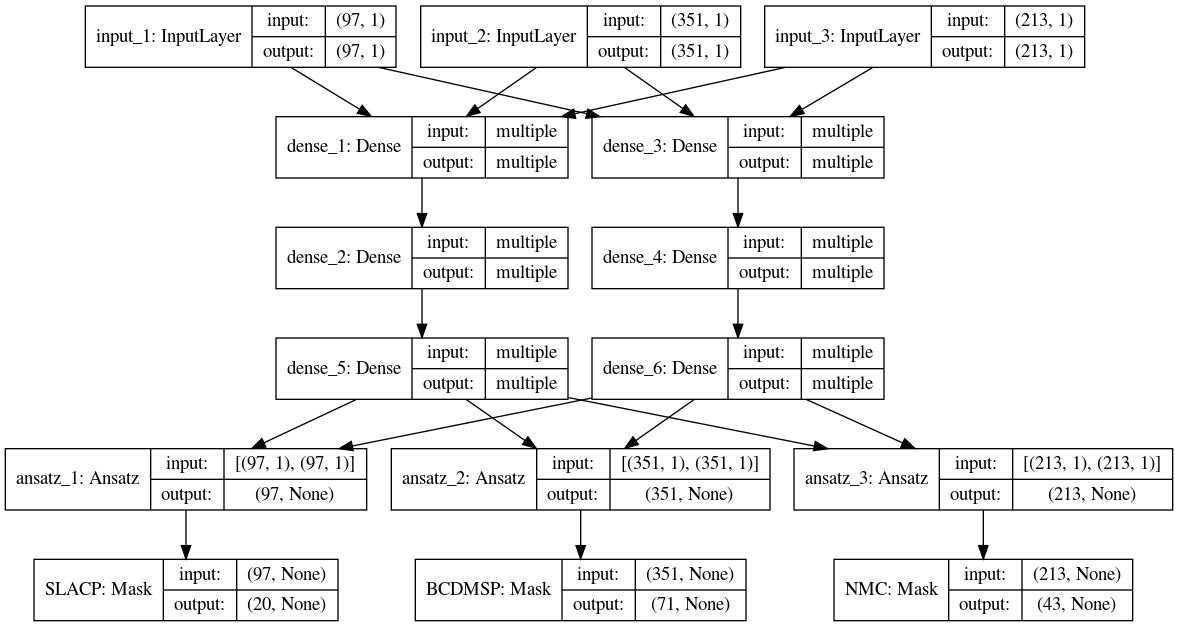 input_1: InputLayer input: (97, 1) output: (97, 1)
input_2: InputLayer input: (351, 1) output: (351, 1)
input_3: InputLayer input: (213, 1) output: (213, 1)
dense_1: Dense input: multiple output: multiple
dense_3: Dense input: multiple output: multiple
dense_2: Dense input: multiple output: multiple
dense_4: Dense input: multiple output: multiple
dense_5: Dense input: multiple output: multiple
dense_6: Dense input: multiple output: multiple
ansatz_1: Ansatz input: [(97, 1), (97, 1)] output: (97, None)
ansatz_2: Ansatz input: [(351, 1), (351, 1)] output: (351, None)
ansatz_3: Ansatz input: [(213, 1), (213, 1)] output: (213, None)
SLACP: Mask input: (97, None) output: (20, None)
BCDMSP: Mask input: (351, None) output: (71, None)
NMC: Mask input: (213, None) output: (43, None)